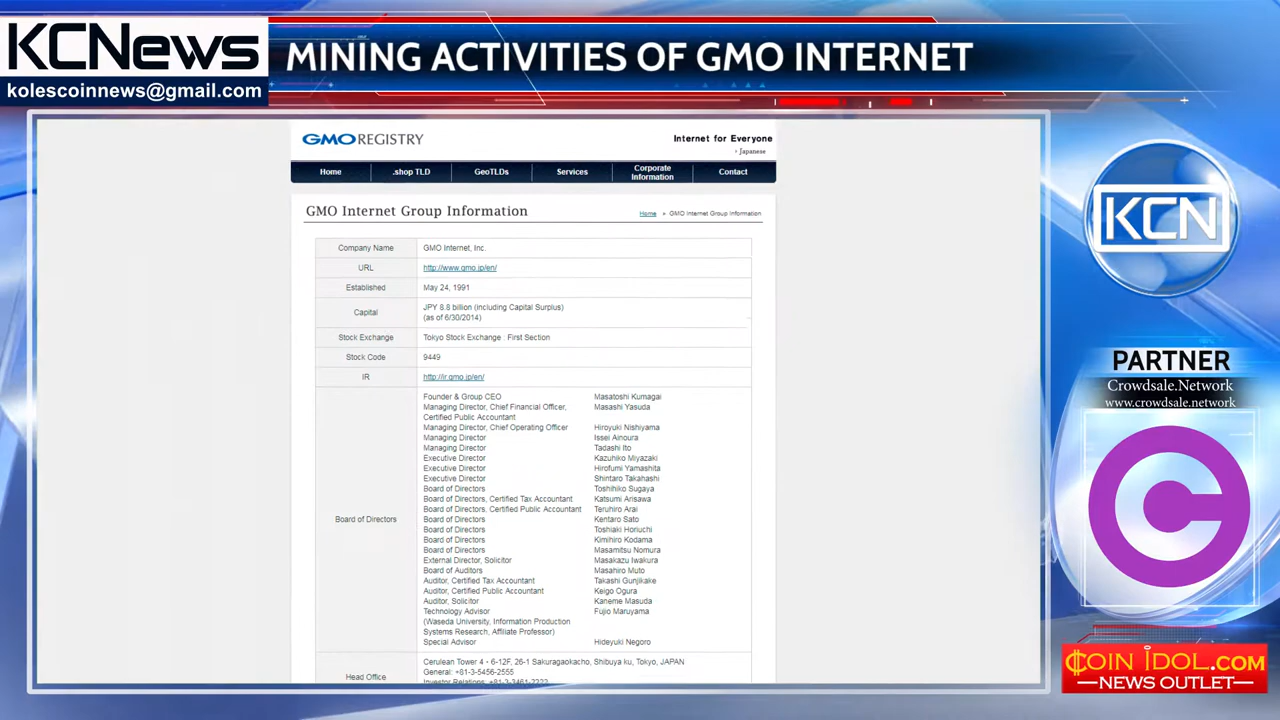 KCNews
kolescoinnews@gmail.com
MINING ACTIVITIES OF GMO INTERNET
GMO REGISTRY
Internet for Everyone
Japanese
Home
.shop TLD
GeoTLDs
Services
Corporate
Information
Contact
GMO Internet Group Information
Home GMO Internet Group Information
Company Name GMO Internet, Inc.
URL http://www.gmo.jp/en/
Established May 24, 1991
Capital JPY 8.8 billion (including Capital Surplus)
(as of 6/30/2014)
Stock Exchange Tokyo Stock Exchange : First Section
Stock Code 9449
IR http://ir.gmo.jp/en/
Board of Directors
Founder & Group CEO Masatoshi Kumagai
Managing Director, Chief Financial Officer, Masashi Yasuda
Certified Public Accountant
Managing Director, Chief Operating Officer Hiroyuki Nishiyama
Managing Director Issei Ainoura
Managing Director Tadashi Ito
Executive Director Kazuhiko Miyazaki
Executive Director Hirofumi Yamashita
Executive Director Shintaro Takahashi
Board of Directors Toshihiko Sugaya
Board of Directors, Certified Tax Accountant Katsumi Arisawa
Board of Directors, Certified Public Accountant Teruhiro Arai
Board of Directors Kentaro Sato
Board of Directors Toshiaki Horiuchi
Board of Directors Kimihiro Kodama
Board of Directors Masamitsu Nomura
External Director, Solicitor Masakazu Iwakura
Board of Auditors Masahiro Muto
Auditor, Certified Tax Accountant Takashi Gunjikake
Auditor, Certified Public Accountant Keigo Ogura
Auditor, Solicitor Kaneme Masuda
Technology Advisor Fujio Maruyama
(Waseda University, Information Production
Systems Research, Affiliate Professor)
Special Advisor Hideyuki Negoro
Head Office
Cerulean Tower 4 - 6-12F, 26-1 Sakuragaokacho, Shibuya ku, Tokyo, JAPAN
General: +81-3-5456-2555
Investor Relations: +81-3-3461-2222
KCN
PARTNER
Crowdsale.Network
www.crowdsale.network
COIN IDOL.COM
NEWS OUTLET